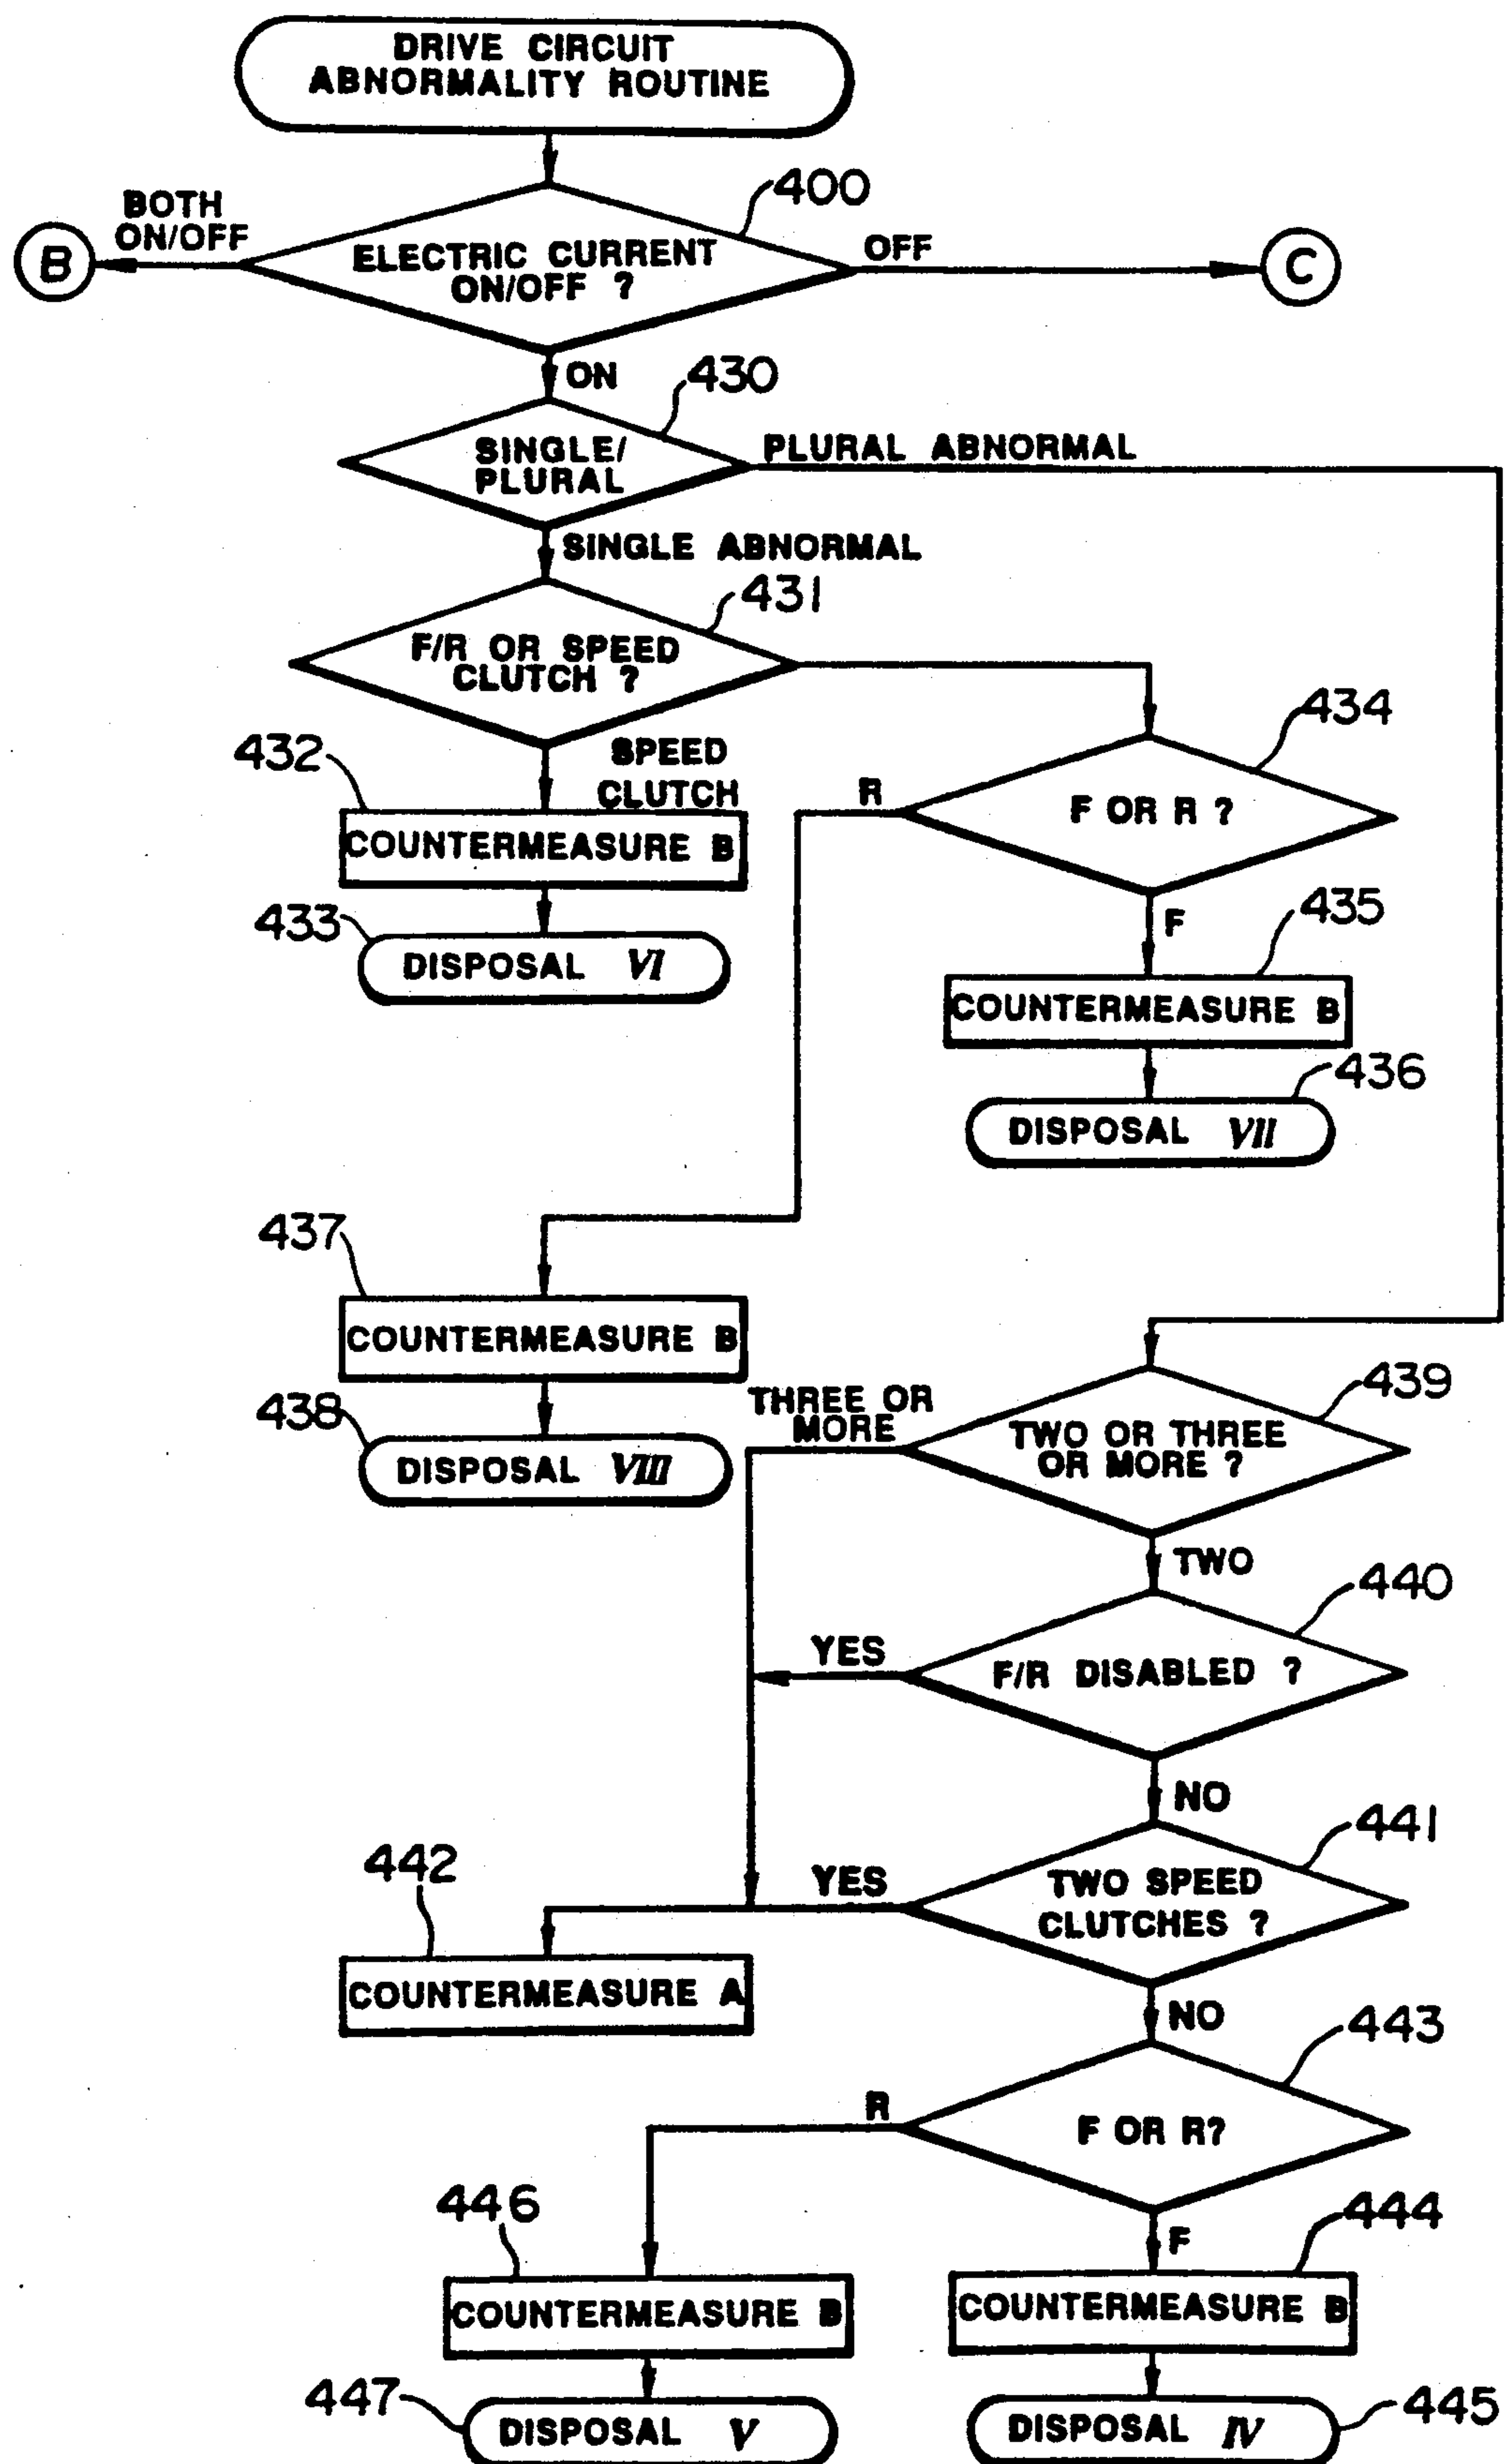 DRIVE CIRCUIT
ABNORMALITY ROUTINE
400
BOTH
ON/OFF
B
ELECTRIC CURRENT
ON/OFF ?
OFF
C
ON
430
SINGLE/
PLURAL
PLURAL ABNORMAL
SINGLE ABNORMAL
431
F/R OR SPEED
CLUTCH ?
434
432
SPEED
CLUTCH
R
F OR R ?
COUNTERMEASURE B
435
F
433
DISPOSAL VI
COUNTERMEASURE B
436
DISPOSAL VII
437
COUNTERMEASURE B
439
438
THREE OR
MORE
TWO OR THREE
OR MORE ?
DISPOSAL VIII
TWO
440
YES
F/R DISABLED ?
NO
441
442
YES
TWO SPEED
CLUTCHES ?
COUNTERMEASURE A
NO
443
R
F OR R?
446
444
F
COUNTERMEASURE B
COUNTERMEASURE B
447
DISPOSAL V
DISPOSAL IV
445